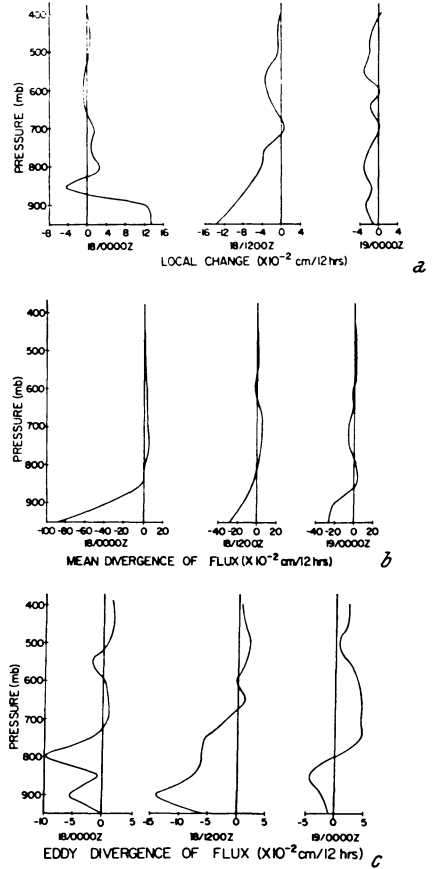 400
500
600
700
800
900
PRESSURE (mb)
-8 -4 0 4 8 12 16
-16 -12 -8 -4 0 4
-4 0 4
18/0000Z
18/1200Z
19/0000Z
LOCAL CHANGE (X10⁻² cm/12 hrs)
a
400
500
600
700
800
900
PRESSURE (mb)
-100 -80 -60 -40 -20 0 20
-40 -20 0 20
-40 -20 0 20
18/0000Z
18/1200Z
19/0000Z
MEAN DIVERGENCE OF FLUX (X10⁻² cm/12 hrs)
b
400
500
600
700
800
900
PRESSURE (mb)
-10 -5 0 5
-15 -10 -5 0 5
-5 0 5
18/0000Z
18/1200Z
19/0000Z
EDDY DIVERGENCE OF FLUX (X10⁻² cm/12 hrs)
c